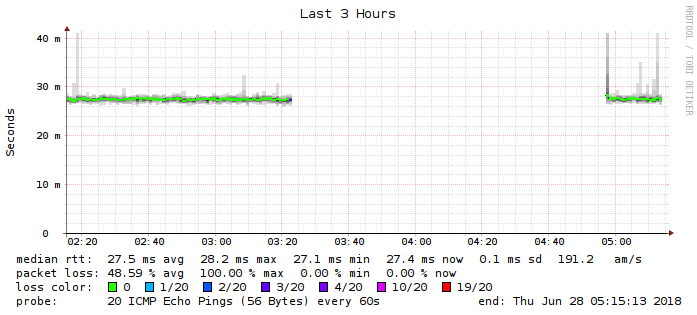 Last 3 Hours
RRDTOOL / TOBI OETIKER
Seconds
40 m
30 m
20 m
10 m
0
02:20 02:40 03:00 03:20 03:40 04:00 04:20 04:40 05:00
median rtt: 27.5 ms avg 28.2 ms max 27.1 ms min 27.4 ms now 0.1 ms sd 191.2 am/s
packet loss: 48.59 % avg 100.00 % max 0.00 % min 0.00 % now
loss color: 0 1/20 2/20 3/20 4/20 10/20 19/20
probe: 20 ICMP Echo Pings (56 Bytes) every 60s end: Thu Jun 28 05:15:13 2018